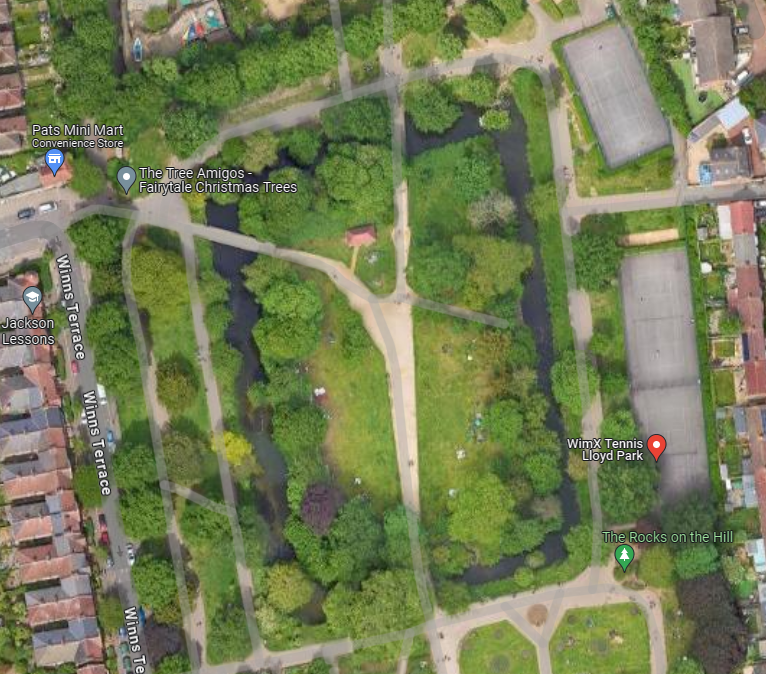 Pats Mini Mart
Convenience Store
The Tree Amigos -
Fairytale Christmas Trees
Winns Terrace
Jackson
Lessons
Winns Terrace
WimX Tennis
Lloyd Park
The Rocks on the Hill
Winns Te